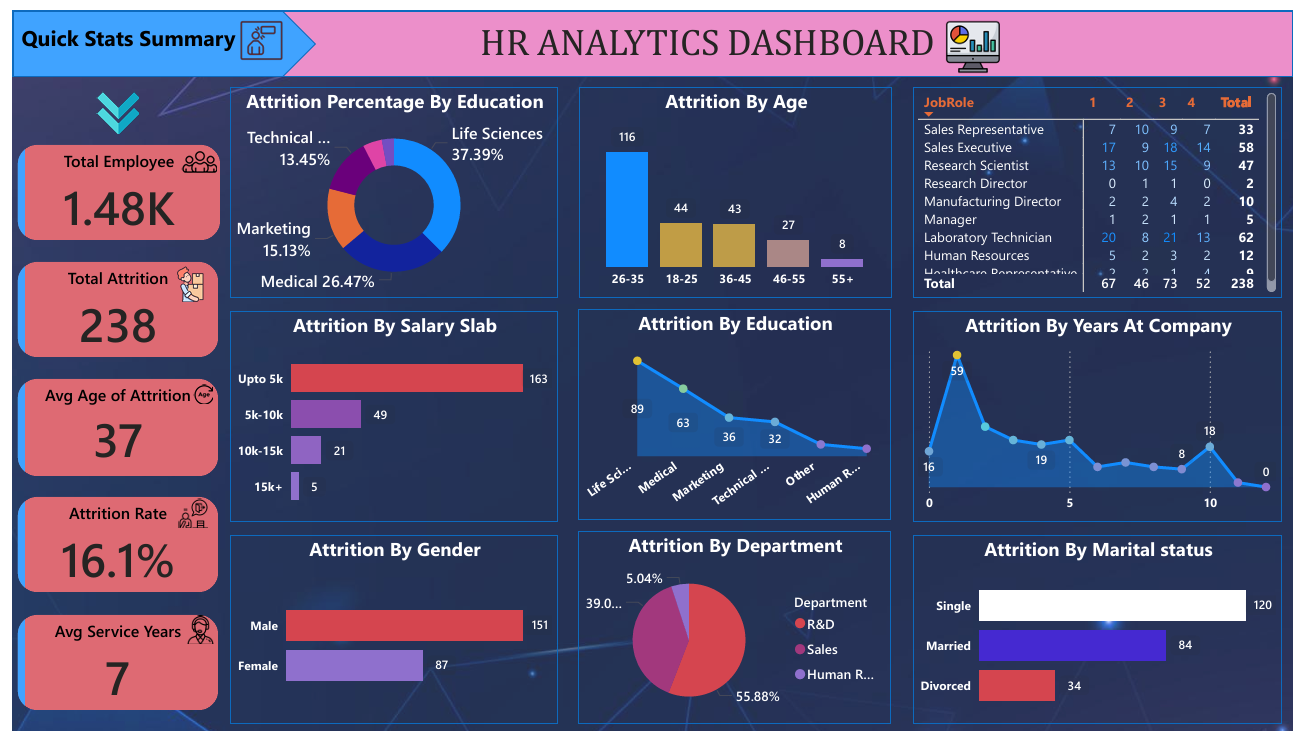 Quick Stats Summary
HR ANALYTICS DASHBOARD
Total Employee
1.48K
Total Attrition
238
Avg Age of Attrition
Age
37
Attrition Rate
16.1%
Avg Service Years
7
Attrition Percentage By Education
Technical ...
13.45%
Life Sciences
37.39%
Marketing
15.13%
Medical 26.47%
Attrition By Age
116
44
43
27
8
26-35 18-25 36-45 46-55 55+
JobRole 1 2 3 4 Total
Sales Representative 7 10 9 7 33
Sales Executive 17 9 18 14 58
Research Scientist 13 10 15 9 47
Research Director 0 1 1 0 2
Manufacturing Director 2 2 4 2 10
Manager 1 2 1 1 5
Laboratory Technician 20 8 21 13 62
Human Resources 5 2 3 2 12
Healthcare Representative 2 2 1 4 9
Total 67 46 73 52 238
Attrition By Salary Slab
Upto 5k 163
5k-10k 49
10k-15k 21
15k+ 5
Attrition By Education
89
63
36
32
Life Sci...
Medical
Marketing
Technical ...
Other
Human R...
Attrition By Years At Company
16
59
19
8
18
0
0 5 10
Attrition By Gender
Male 151
Female 87
Attrition By Department
5.04%
39.0...
55.88%
Department
R&D
Sales
Human R...
Attrition By Marital status
Single 120
Married 84
Divorced 34